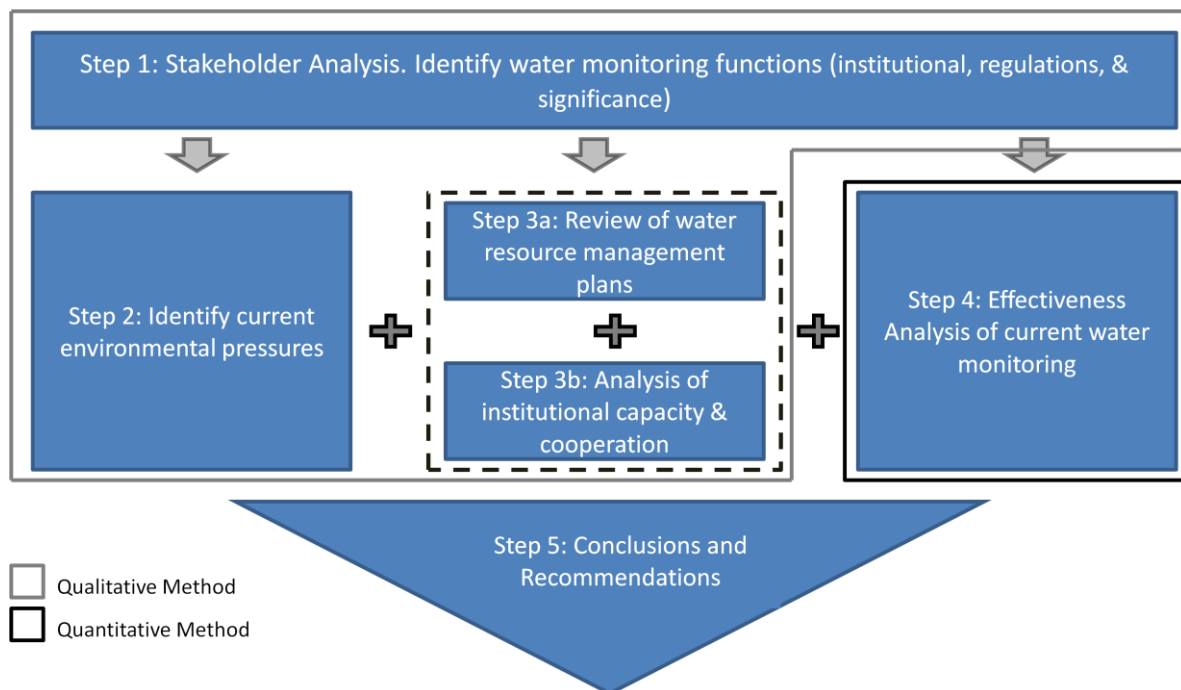 Step 1: Stakeholder Analysis. Identify water monitoring functions (institutional, regulations, &
significance)
Step 2: Identify current
environmental pressures
Step 3a: Review of water
resource management
plans
Step 3b: Analysis of
institutional capacity &
cooperation
Step 4: Effectiveness
Analysis of current water
monitoring
Step 5: Conclusions and
Recommendations
Qualitative Method
Quantitative Method